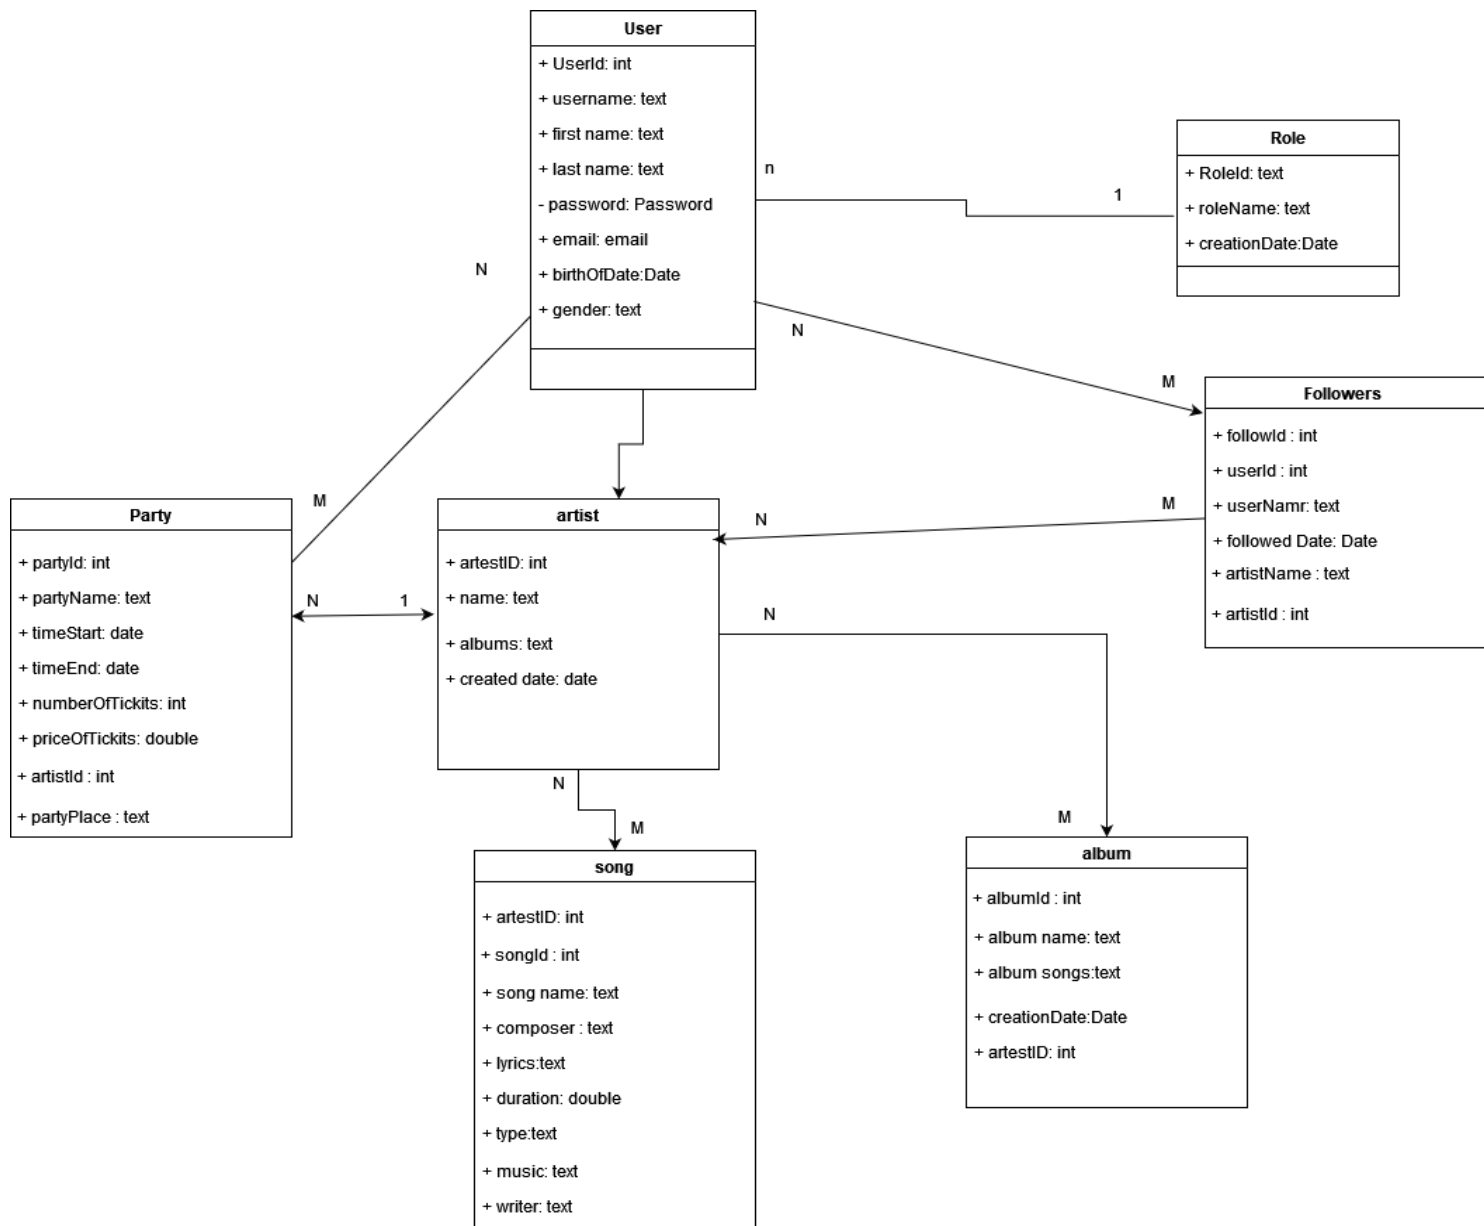 User
+ UserId: int
+ username: text
+ first name: text
+ last name: text
- password: Password
+ email: email
+ birthOfDate:Date
+ gender: text
n
1
Role
+ RoleId: text
+ roleName: text
+ creationDate:Date
N
M
N
M
Followers
+ followId : int
+ userId : int
+ userNamr: text
+ followed Date: Date
+ artistName : text
+ artistId : int
Party
+ partyId: int
+ partyName: text
+ timeStart: date
+ timeEnd: date
+ numberOfTickits: int
+ priceOfTickits: double
+ artistId : int
+ partyPlace : text
N
1
artist
+ artestID: int
+ name: text
+ albums: text
+ created date: date
N
M
N
M
N
M
song
+ artestID: int
+ songId : int
+ song name: text
+ composer : text
+ lyrics:text
+ duration: double
+ type:text
+ music: text
+ writer: text
album
+ albumId : int
+ album name: text
+ album songs:text
+ creationDate:Date
+ artestID: int